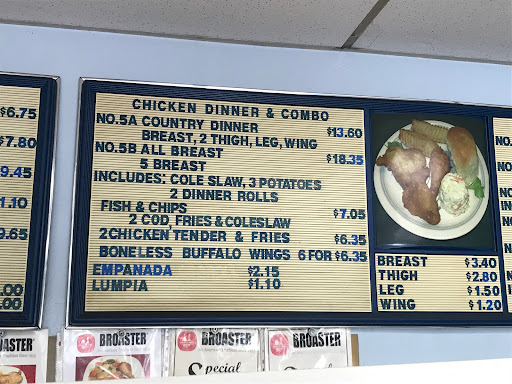 $6.75
$7.80
9.45
1.10
9.65
.00
.00
CHICKEN DINNER & COMBO
NO.5A COUNTRY DINNER $13.60
BREAST, 2 THIGH, LEG, WING
NO.5B ALL BREAST $18.35
5 BREAST
INCLUDES: COLE SLAW, 3 POTATOES
2 DINNER ROLLS
FISH & CHIPS $7.05
2 COD, FRIES & COLESLAW
2 CHICKEN TENDER & FRIES $6.35
BONELESS BUFFALO WINGS 6 FOR $6.35
EMPANADA $2.15
LUMPIA $1.10
BREAST $3.40
THIGH $2.80
LEG $1.50
WING $1.20
BROASTER
BROASTER
Special
BROASTER